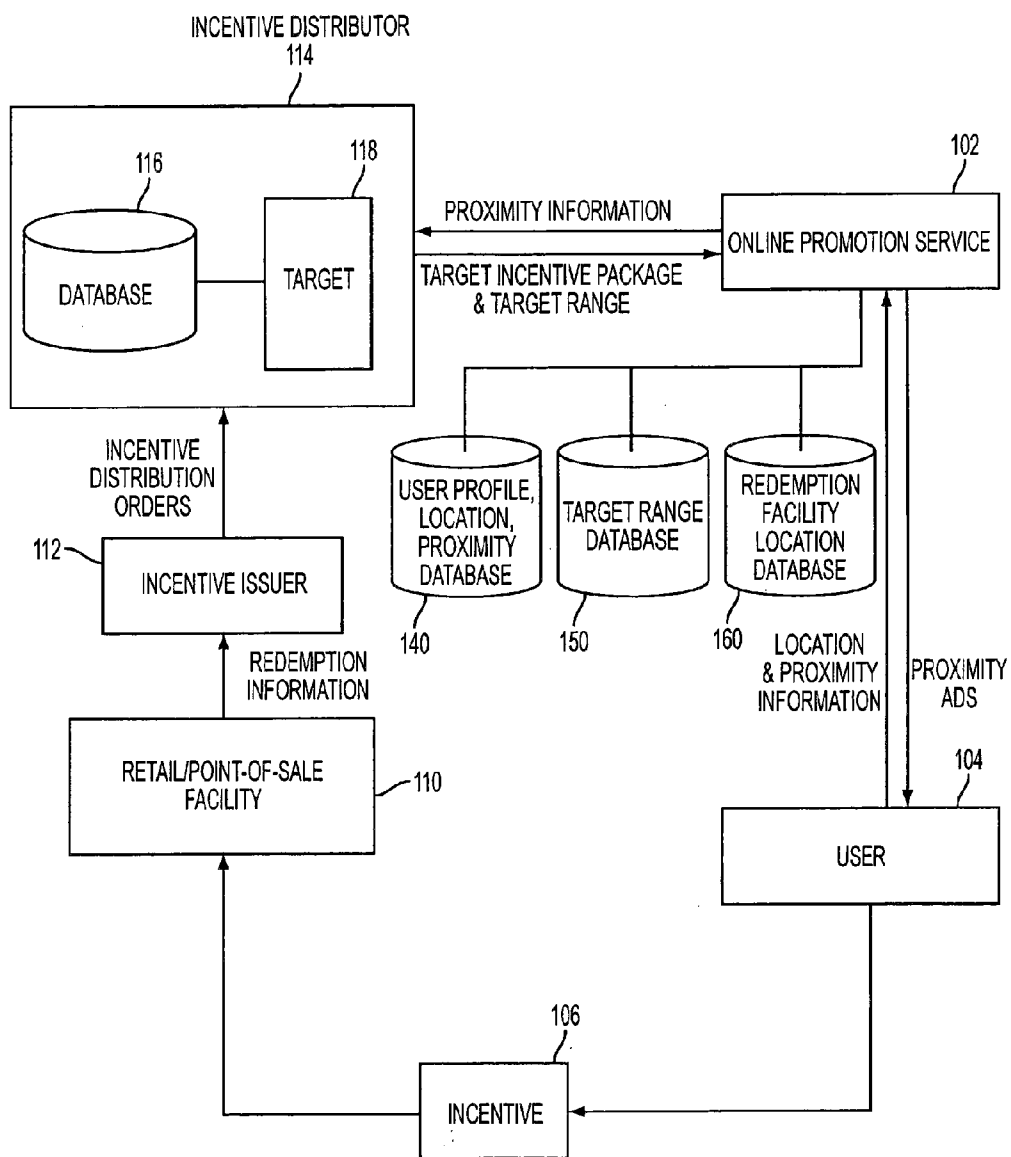 INCENTIVE DISTRIBUTOR
114
116
118
102
DATABASE
TARGET
PROXIMITY INFORMATION
TARGET INCENTIVE PACKAGE
& TARGET RANGE
ONLINE PROMOTION SERVICE
INCENTIVE
DISTRIBUTION
ORDERS
USER PROFILE,
LOCATION,
PROXIMITY
DATABASE
140
TARGET RANGE
DATABASE
150
REDEMPTION
FACILITY
LOCATION
DATABASE
160
112
INCENTIVE ISSUER
REDEMPTION
INFORMATION
LOCATION
& PROXIMITY
INFORMATION
PROXIMITY
ADS
RETAIL/POINT-OF-SALE
FACILITY
110
104
USER
106
INCENTIVE